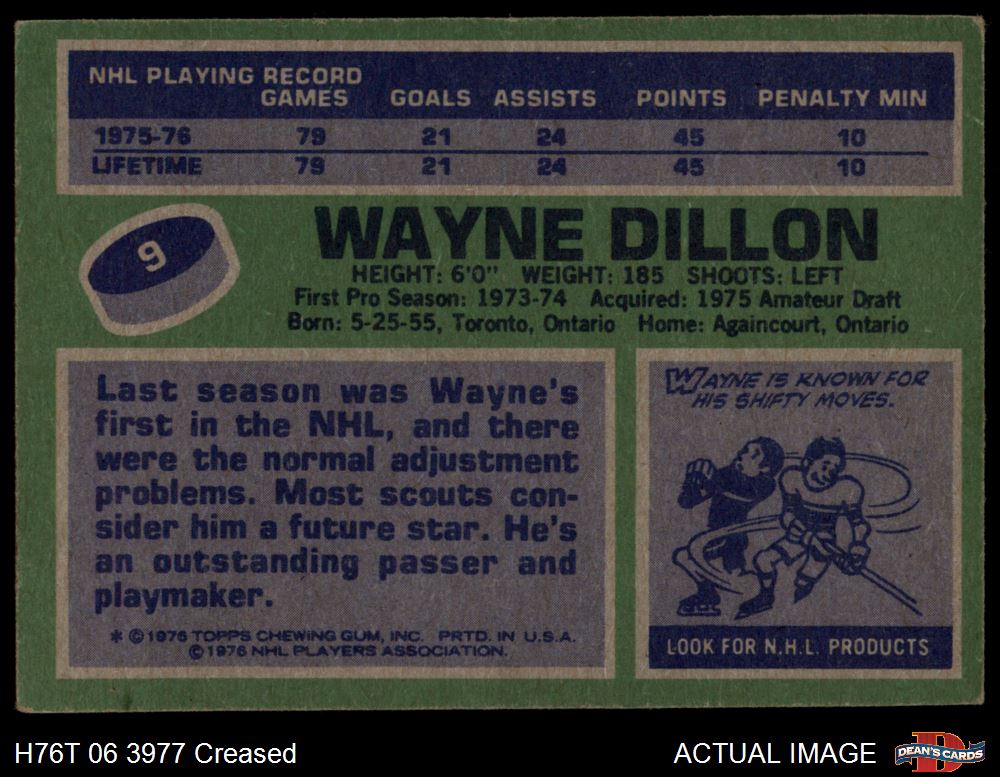 NHL PLAYING RECORD
GAMES GOALS ASSISTS POINTS PENALTY MIN
1975-76 79 21 24 45 10
LIFETIME 79 21 24 45 10
9
WAYNE DILLON
HEIGHT: 6'0" WEIGHT: 185 SHOOTS: LEFT
First Pro Season: 1973-74 Acquired: 1975 Amateur Draft
Born: 5-25-55, Toronto, Ontario Home: Againcourt, Ontario
Last season was Wayne's
first in the NHL, and there
were the normal adjustment
problems. Most scouts con-
sider him a future star. He's
an outstanding passer and
playmaker.
* © 1976 TOPPS CHEWING GUM, INC. PRTD. IN U.S.A.
© 1976 NHL PLAYERS ASSOCIATION.
WAYNE IS KNOWN FOR
HIS SHIFTY MOVES.
LOOK FOR N.H.L. PRODUCTS
H76T 06 3977 Creased
ACTUAL IMAGE
DEAN'S CARDS